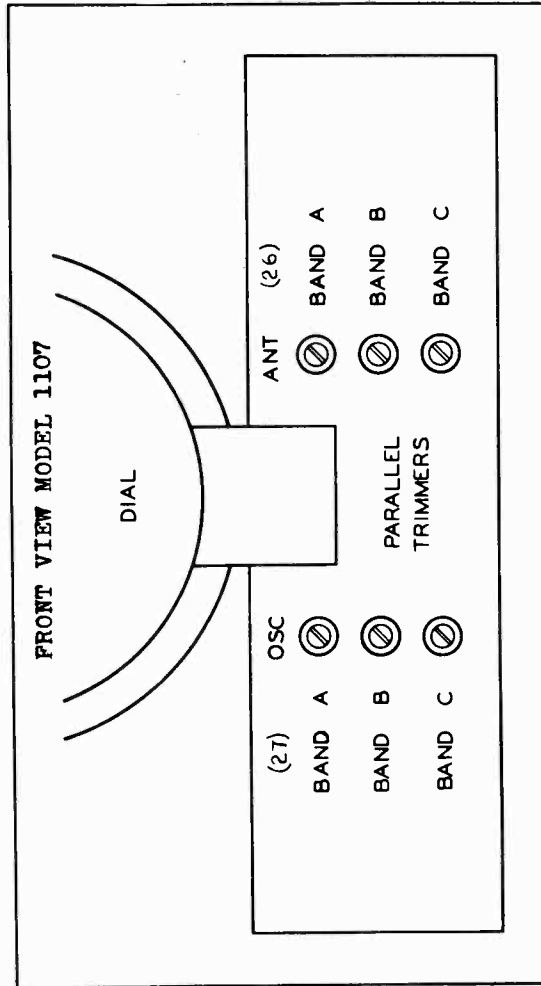 FRONT VIEW MODEL 1107
DIAL
(27) OSC ANT (26)
BAND A BAND A
BAND B PARALLEL BAND B
TRIMMERS
BAND C BAND C